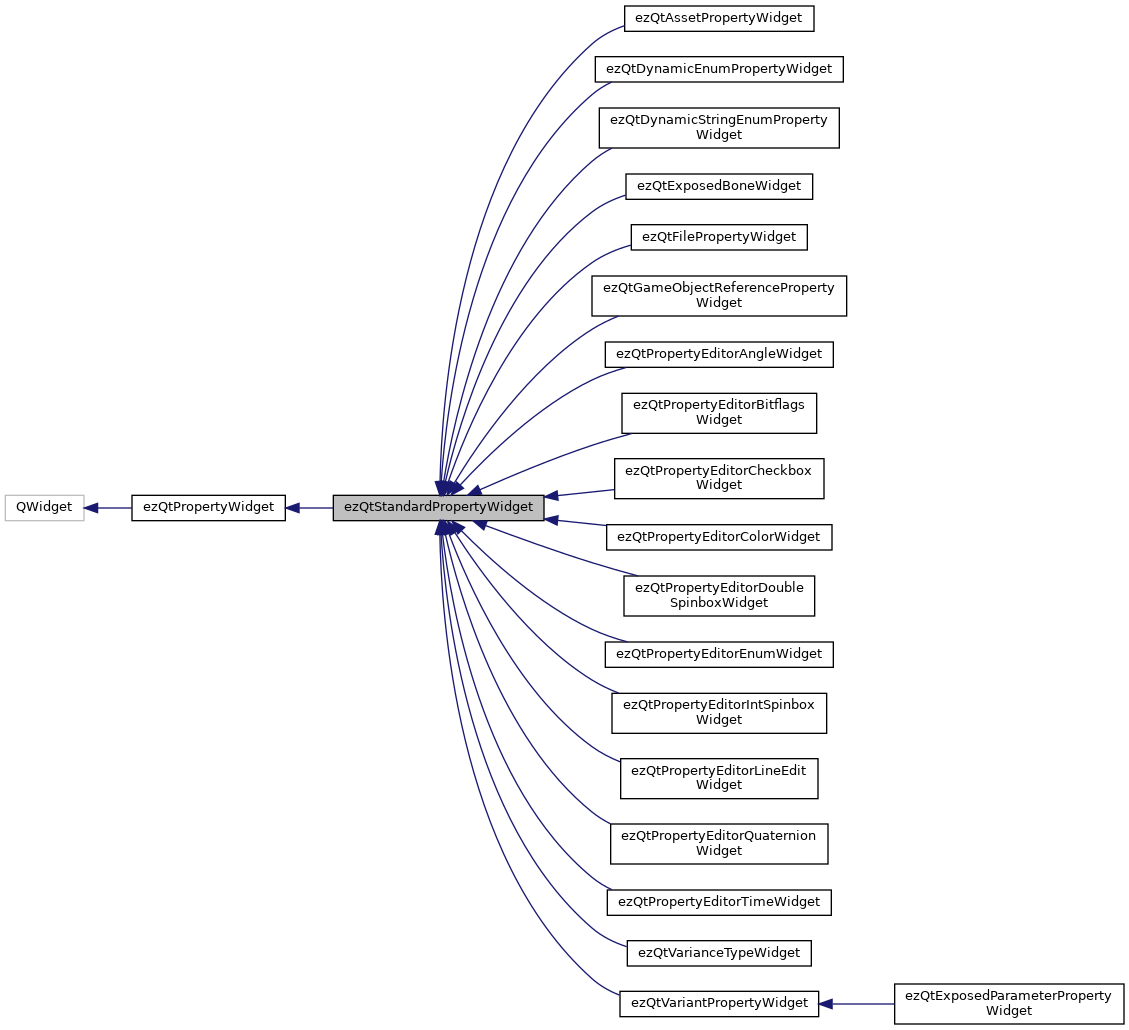 ezQtAssetPropertyWidget
ezQtDynamicEnumPropertyWidget
ezQtDynamicStringEnumProperty
Widget
ezQtExposedBoneWidget
ezQtFilePropertyWidget
ezQtGameObjectReferenceProperty
Widget
ezQtPropertyEditorAngleWidget
ezQtPropertyEditorBitflags
Widget
ezQtPropertyEditorCheckbox
Widget
QWidget
ezQtPropertyWidget
ezQtStandardPropertyWidget
ezQtPropertyEditorColorWidget
ezQtPropertyEditorDouble
SpinboxWidget
ezQtPropertyEditorEnumWidget
ezQtPropertyEditorIntSpinbox
Widget
ezQtPropertyEditorLineEdit
Widget
ezQtPropertyEditorQuaternion
Widget
ezQtPropertyEditorTimeWidget
ezQtVarianceTypeWidget
ezQtVariantPropertyWidget
ezQtExposedParameterProperty
Widget